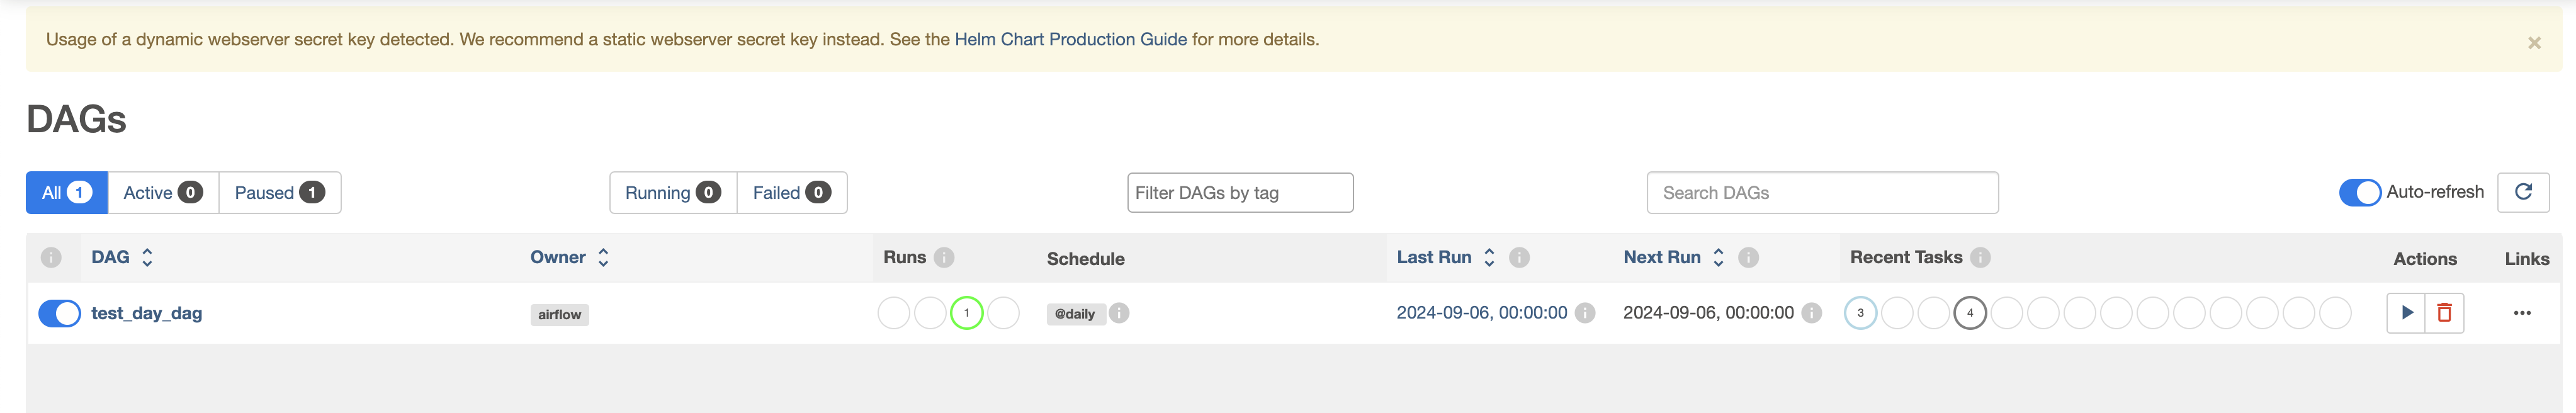 Usage of a dynamic webserver secret key detected. We recommend a static webserver secret key instead. See the Helm Chart Production Guide for more details.
×
DAGs
All 1 Active 0 Paused 1 Running 0 Failed 0 Filter DAGs by tag Search DAGs Auto-refresh
DAG Owner Runs Schedule Last Run Next Run Recent Tasks Actions Links
test_day_dag airflow 1 @daily 2024-09-06, 00:00:00 2024-09-06, 00:00:00 3 4 ...